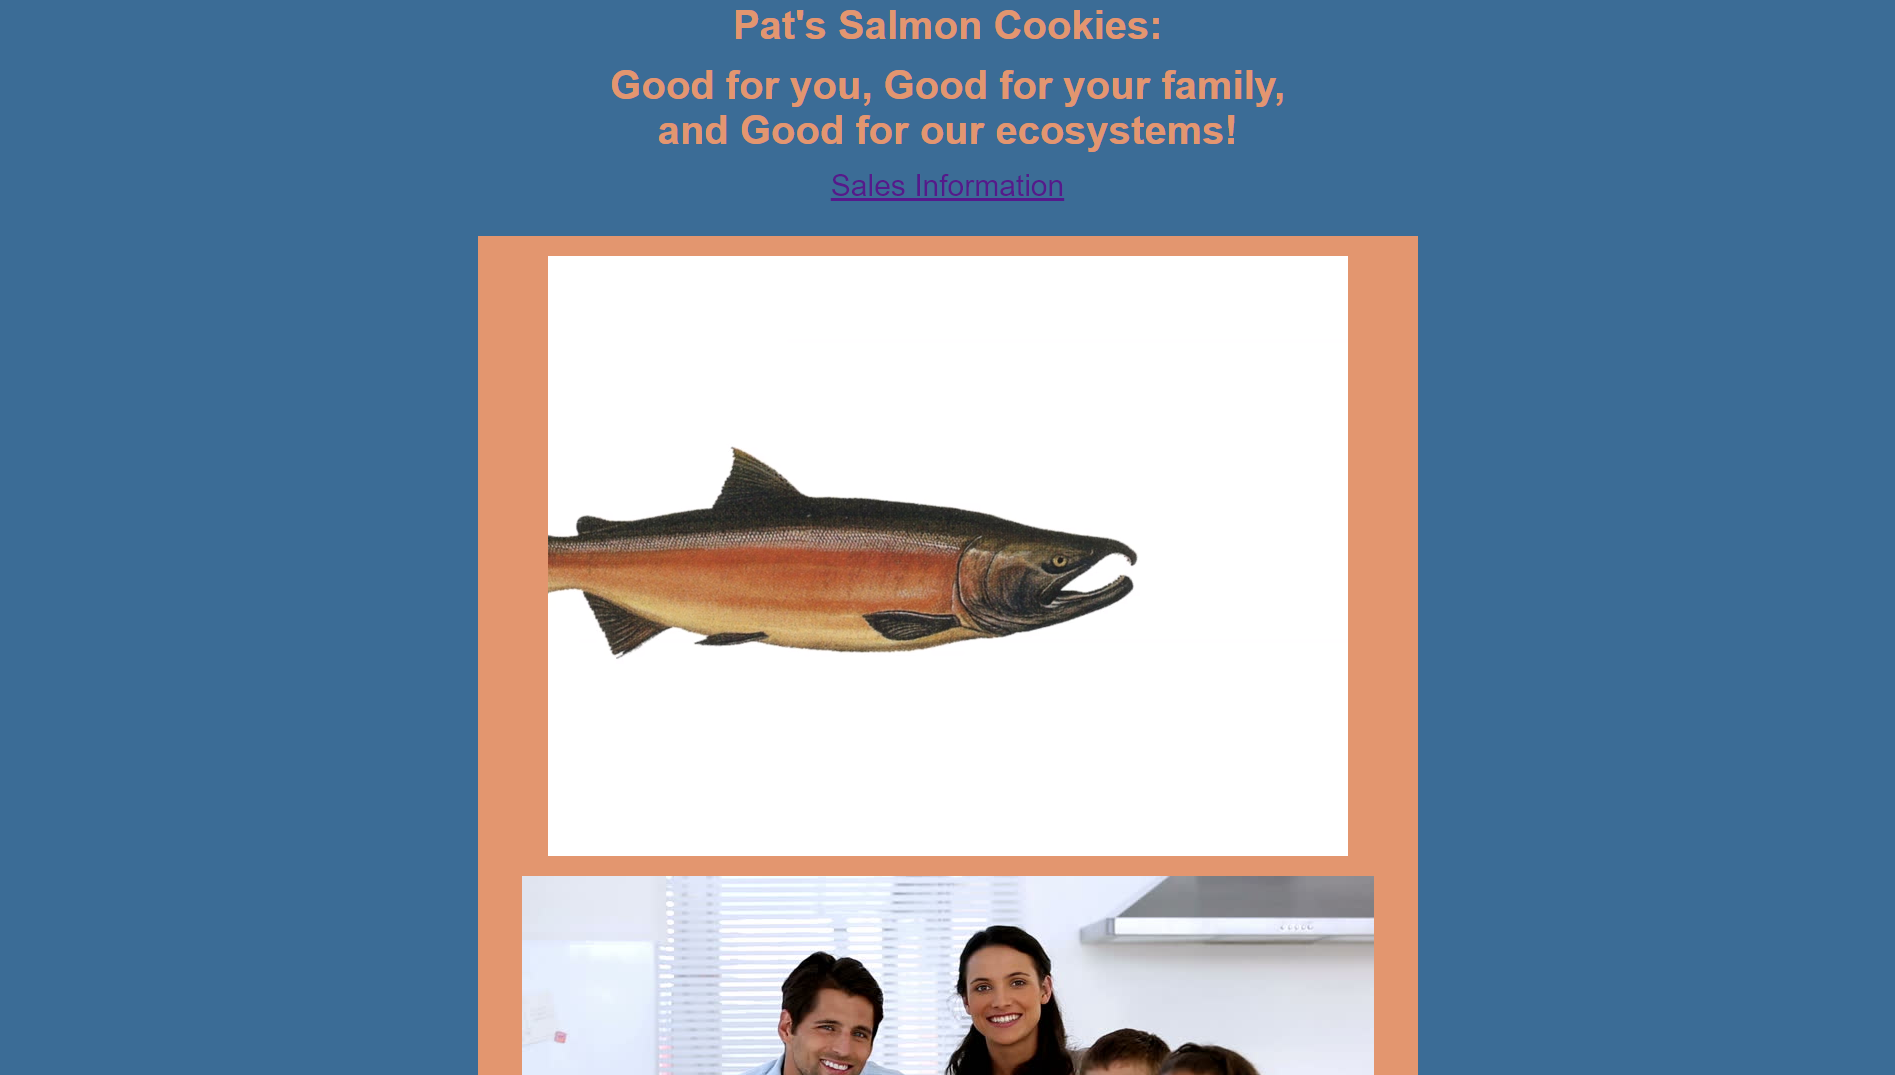 Pat's Salmon Cookies:
Good for you, Good for your family,
and Good for our ecosystems!
Sales Information